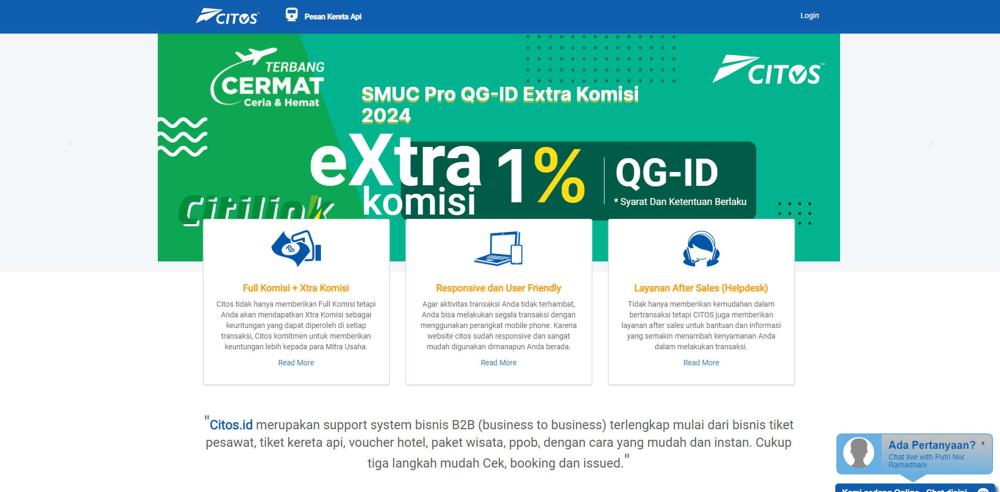 CITOS™
Pesan Kereta Api
Login
TERBANG
CERMAT
Ceria & Hemat
CITOS™
SMUC Pro QG-ID Extra Komisi
2024
eXtra
komisi
1%
QG-ID
* Syarat Dan Ketentuan Berlaku
Citilink
Rp
Full Komisi + Xtra Komisi
Citos tidak hanya memberikan Full Komisi tetapi
Anda akan mendapatkan Xtra Komisi sebagai
keuntungan yang dapat diperoleh di setiap
transaksi, Citos komitmen untuk memberikan
keuntungan lebih kepada para Mitra Usaha.
Read More
Responsive dan User Friendly
Agar aktivitas transaksi Anda tidak terhambat,
Anda bisa melakukan segala transaksi dengan
menggunakan perangkat mobile phone. Karena
website citos sudah responsive dan sangat
mudah digunakan dimanapun Anda berada.
Read More
Layanan After Sales (Helpdesk)
Tidak hanya memberikan kemudahan dalam
bertransaksi tetapi CITOS juga memberikan
layanan after sales untuk bantuan dan informasi
yang semakin menambah kenyamanan Anda
dalam melakukan transaksi.
Read More
"Citos.id merupakan support system bisnis B2B (business to business) terlengkap mulai dari bisnis tiket
pesawat, tiket kereta api, voucher hotel, paket wisata, ppob, dengan cara yang mudah dan instan. Cukup
tiga langkah mudah Cek, booking dan issued."
Ada Pertanyaan? x
Chat live with Putri Nur
Ramadhani
Kami sedang Online - Chat disini